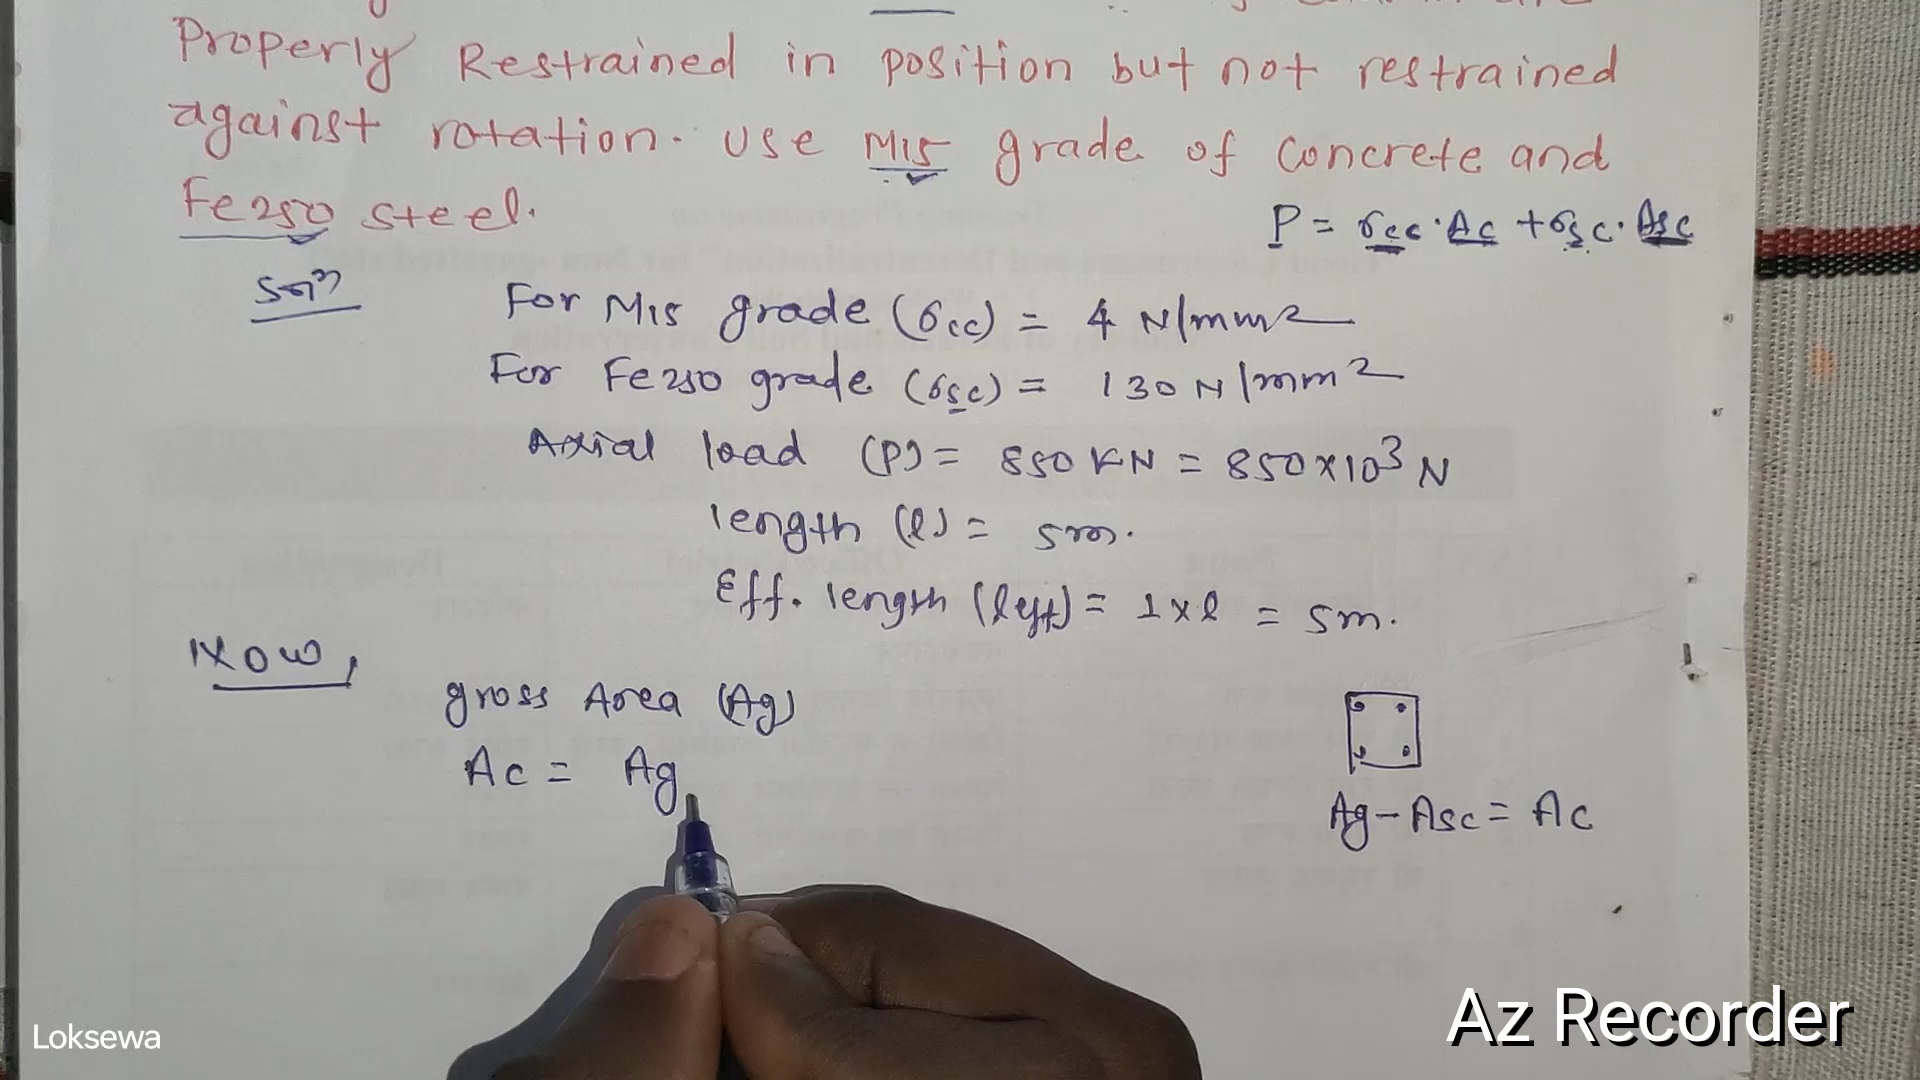 Properly Restrained in position but not restrained
against rotation. use M15 grade of concrete and
Fe250 steel.
P = σcc·Ac + σsc·Asc
Solⁿ
For M15 grade (σcc) = 4 N/mm2
For Fe250 grade (σsc) = 130 N/mm2
Axial load (P) = 850 KN = 850×10³ N
length (l) = 5m.
Eff. length (leff) = 1×l = 5m.
Now,
gross Area (Ag)
Ac = Ag
Ag - Asc = Ac
Loksewa
Az Recorder